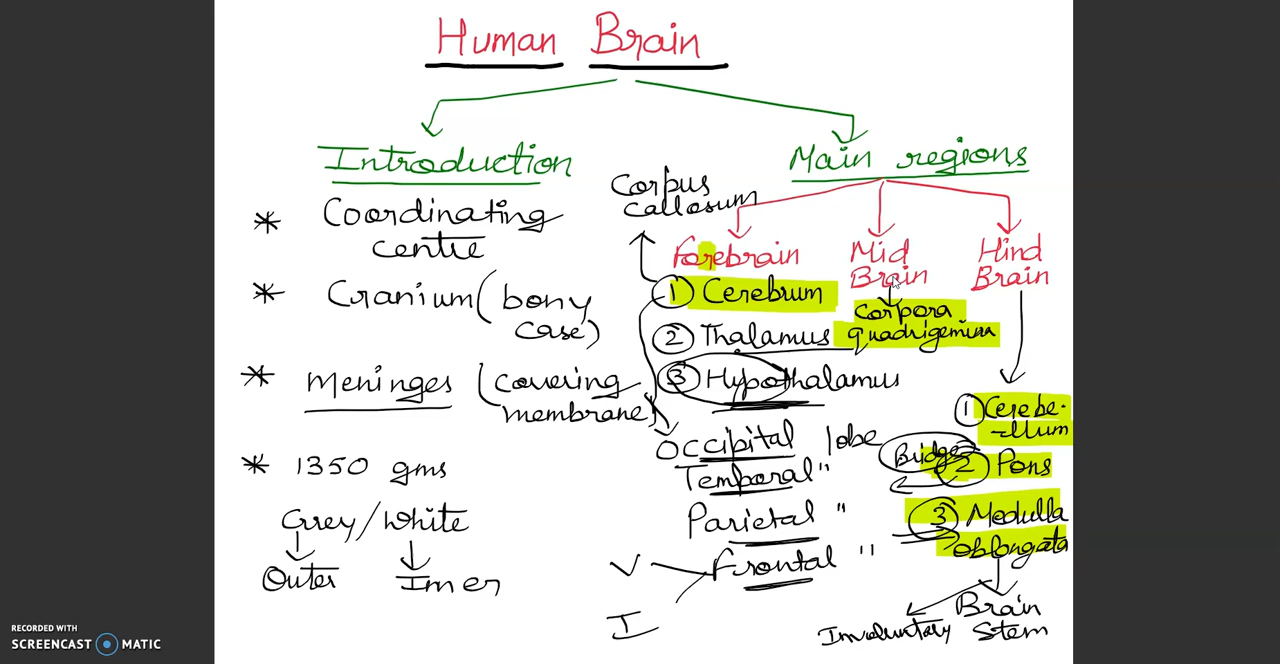 Human Brain
Introduction
Coordinating
centre
* Cranium (bony
case)
* Meninges (covering
membrane)
* 1350 gms
Grey/White
Outer Inner
Main regions
Corpus
callosum
Forebrain
① Cerebrum
② Thalamus
③ Hypothalamus
Occipital lobe
Temporal "
Parietal "
Frontal "
V
I
Mid
Brain
Corpora
quadrigemina
Hind
Brain
① Cerebe-
-llum
Bridge ② Pons
③ Medulla
oblongata
Brain
Stem
Involuntary
RECORDED WITH
SCREENCAST MATIC